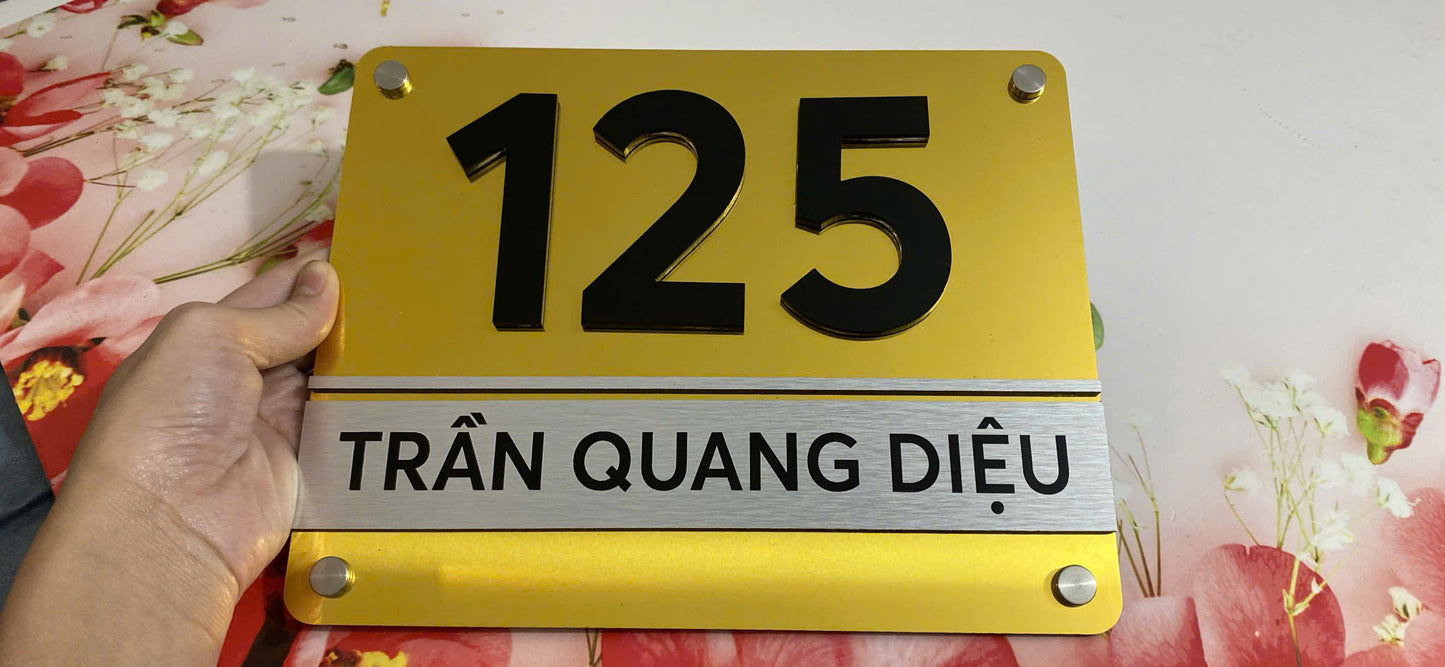 125
TRẦN QUANG DIỆU